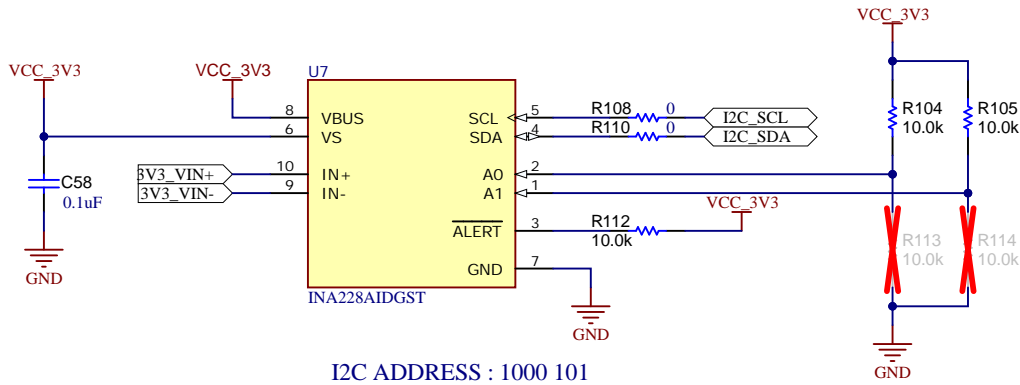 VCC_3V3
VCC_3V3
VCC_3V3
U7
C58
0.1uF
GND
3V3_VIN+
3V3_VIN-
8 VBUS
6 VS
10 IN+
9 IN-
SCL 5
SDA 4
A0 2
A1 1
ALERT 3
GND 7
INA228AIDGST
R108 0 I2C_SCL
R110 0 I2C_SDA
R112
10.0k
VCC_3V3
GND
R104
10.0k
R105
10.0k
R113
10.0k
R114
10.0k
GND
I2C ADDRESS : 1000 101